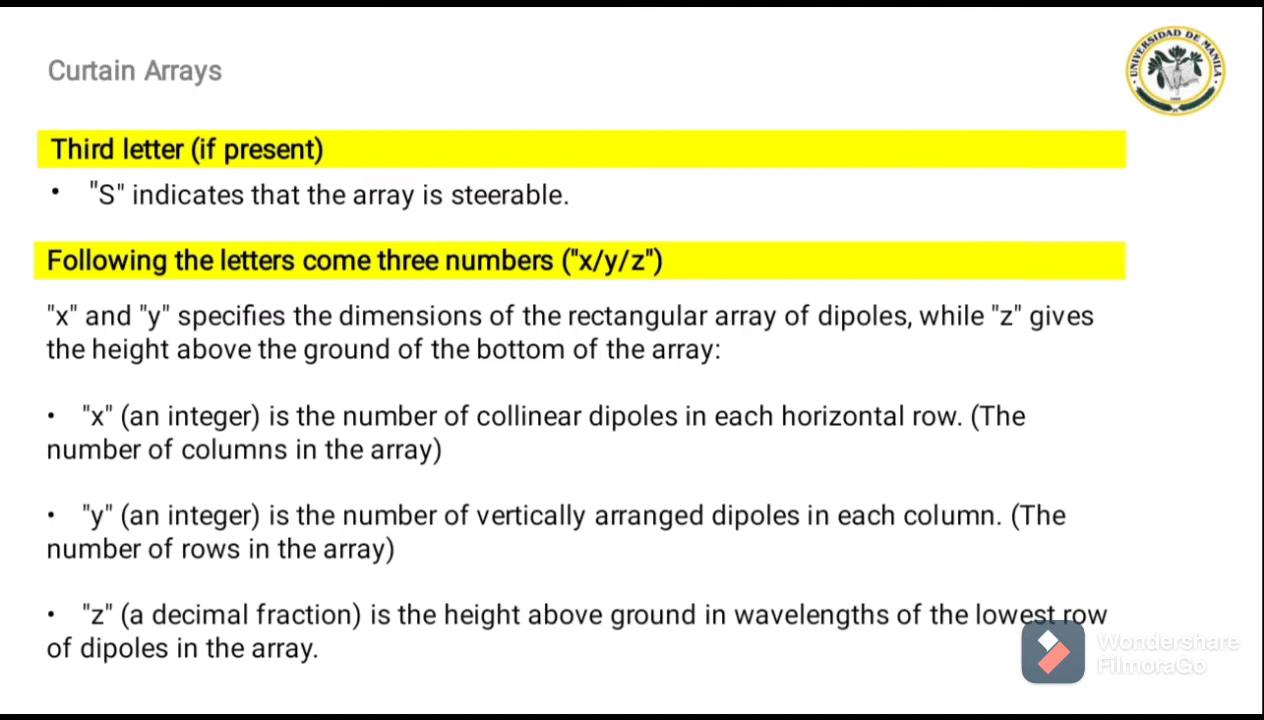 Curtain Arrays
UNIVERSIDAD DE MANILA
Third letter (if present)
• "S" indicates that the array is steerable.
Following the letters come three numbers ("x/y/z")
"x" and "y" specifies the dimensions of the rectangular array of dipoles, while "z" gives
the height above the ground of the bottom of the array:
• "x" (an integer) is the number of collinear dipoles in each horizontal row. (The
number of columns in the array)
• "y" (an integer) is the number of vertically arranged dipoles in each column. (The
number of rows in the array)
• "z" (a decimal fraction) is the height above ground in wavelengths of the lowest row
of dipoles in the array.
Wondershare
FilmoraGo